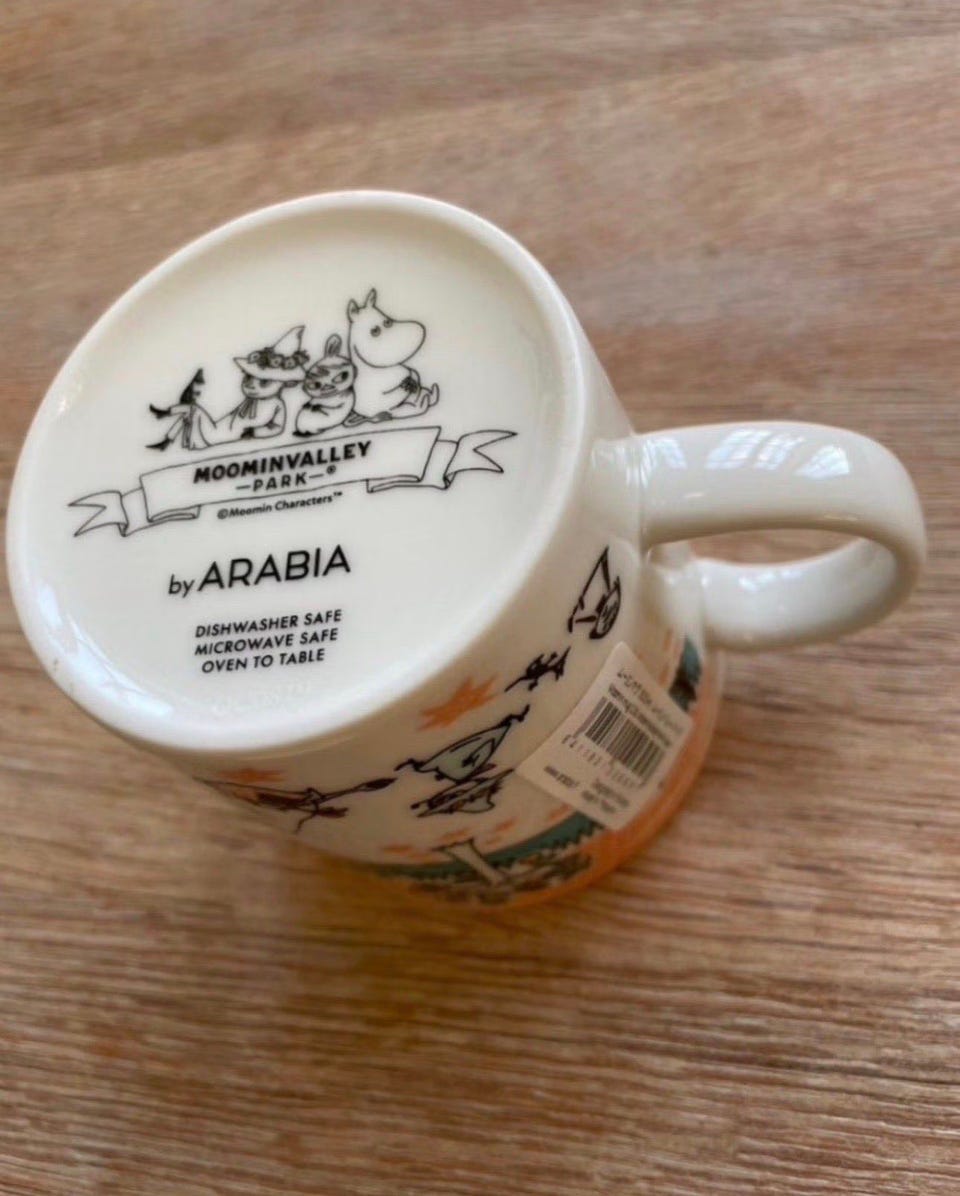 MOOMINVALLEY
—PARK—®
©Moomin Characters™
by ARABIA
DISHWASHER SAFE
MICROWAVE SAFE
OVEN TO TABLE